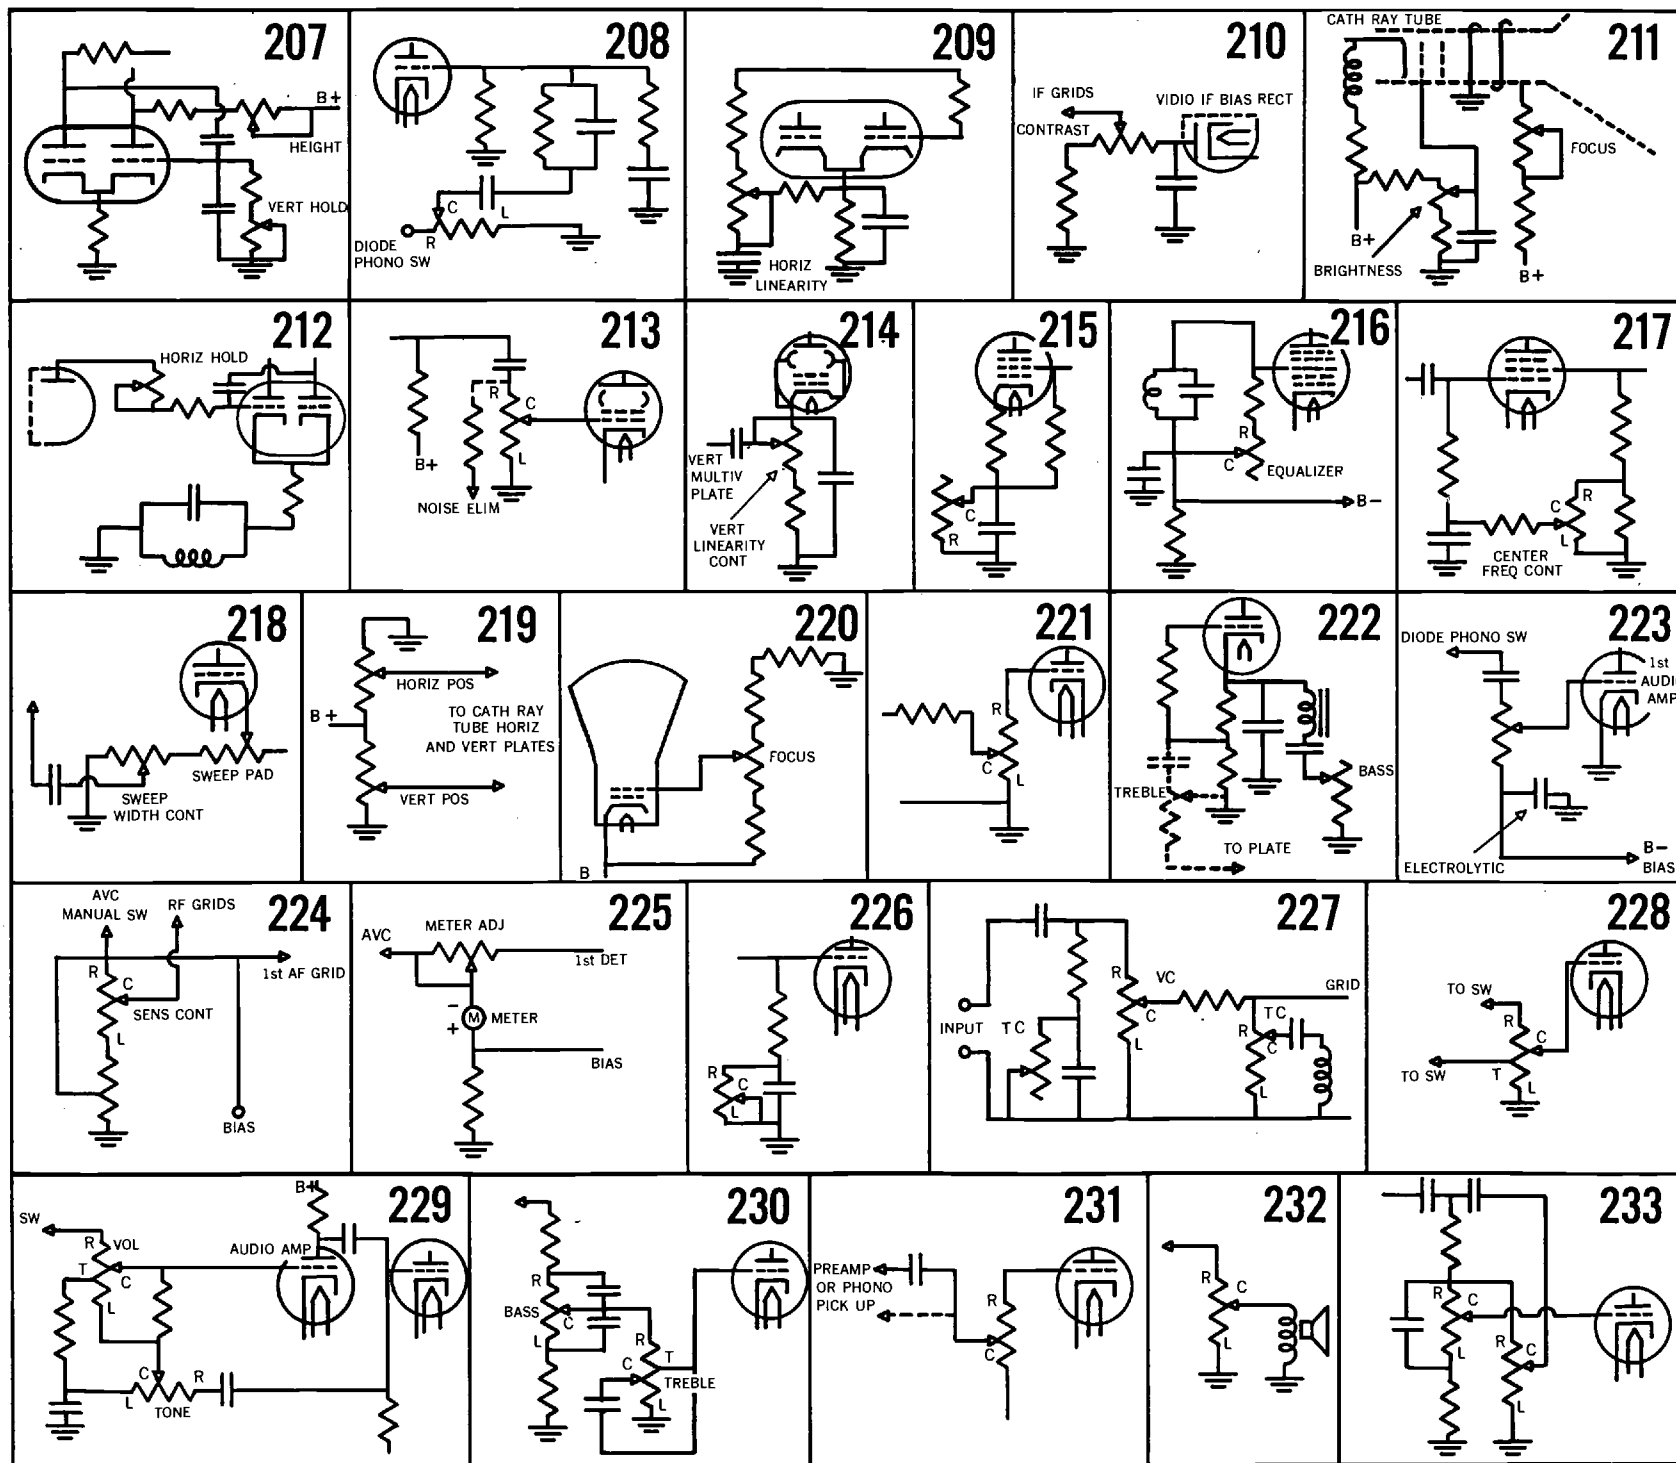 207
B+
HEIGHT
VERT HOLD
208
C
L
R
DIODE
PHONO SW
209
HORIZ
LINEARITY
210
IF GRIDS
VIDIO IF BIAS RECT
CONTRAST
211
CATH RAY TUBE
FOCUS
B+
BRIGHTNESS
B+
212
HORIZ HOLD
213
R
C
L
B+
NOISE ELIM
214
VERT
MULTIV
PLATE
VERT
LINEARITY
CONT
215
C
R
216
R
C
EQUALIZER
B-
217
R
C
L
CENTER
FREQ CONT
218
SWEEP PAD
SWEEP
WIDTH CONT
219
HORIZ POS
B+
TO CATH RAY
TUBE HORIZ
AND VERT PLATES
VERT POS
220
FOCUS
B
221
R
C
L
222
BASS
TREBLE
TO PLATE
223
DIODE PHONO SW
1st
AUDI
AMP
ELECTROLYTIC
B-
BIAS
224
AVC
MANUAL SW
RF GRIDS
1st AF GRID
R
C
SENS CONT
L
BIAS
225
METER ADJ
AVC
1st DET
-
M
METER
+
BIAS
226
R
C
L
227
R
VC
GRID
C
INPUT
TC
TC
R
C
L
L
228
TO SW
R
C
TO SW
T
L
229
B+
SW
R
VOL
AUDIO AMP
T
C
L
C
R
L
TONE
230
R
BASS
C
R
L
C
T
TREBLE
L
231
PREAMP
OR PHONO
PICK UP
R
C
232
R
C
L
233
R
C
L
R
C
L